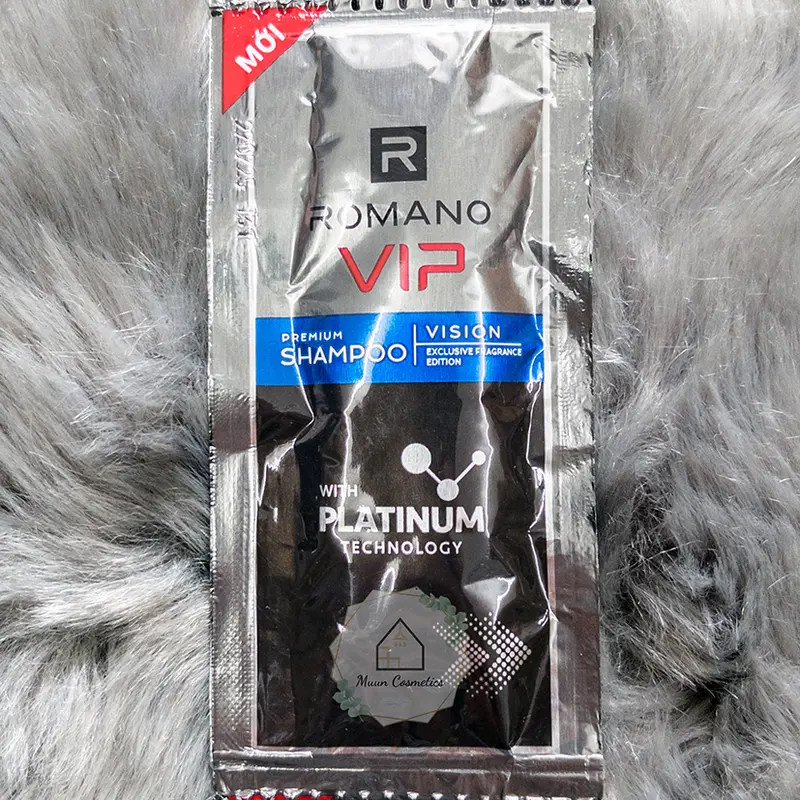 MỚI
R
ROMANO
VIP
PREMIUM
SHAMPOO
VISION
EXCLUSIVE FRAGRANCE
EDITION
WITH
PLATINUM
TECHNOLOGY
Muun Cosmetics